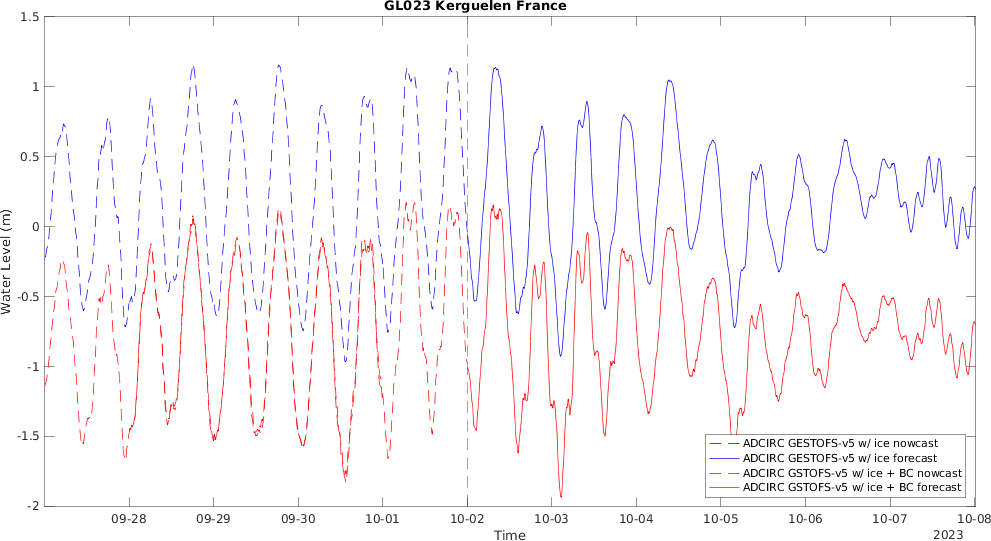 GL023 Kerguelen France
1.5
1
0.5
0
-0.5
-1
-1.5
-2
Water Level (m)
09-28 09-29 09-30 10-01 10-02 10-03 10-04 10-05 10-06 10-07 10-08
Time
2023
ADCIRC GESTOFS-v5 w/ ice nowcast
ADCIRC GESTOFS-v5 w/ ice forecast
ADCIRC GSTOFS-v5 w/ ice + BC nowcast
ADCIRC GSTOFS-v5 w/ ice + BC forecast